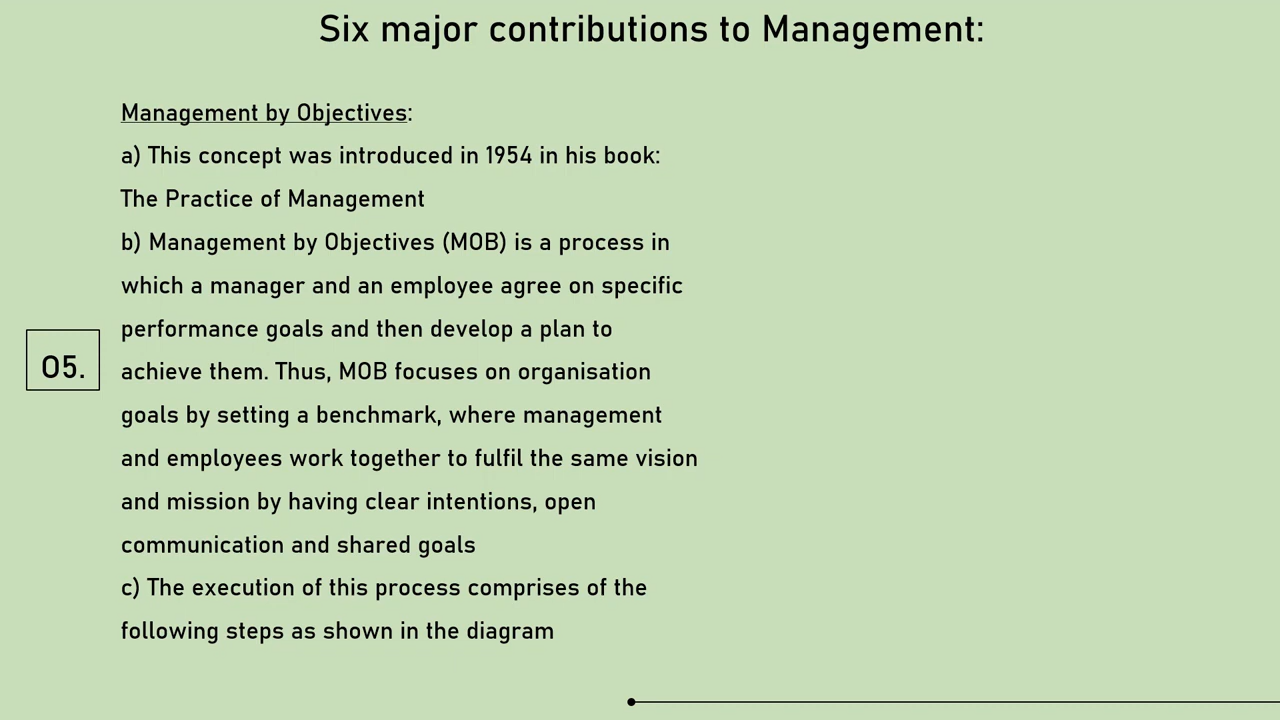 Six major contributions to Management:
Management by Objectives:
a) This concept was introduced in 1954 in his book:
The Practice of Management
b) Management by Objectives (MOB) is a process in
which a manager and an employee agree on specific
performance goals and then develop a plan to
achieve them. Thus, MOB focuses on organisation
goals by setting a benchmark, where management
and employees work together to fulfil the same vision
and mission by having clear intentions, open
communication and shared goals
c) The execution of this process comprises of the
following steps as shown in the diagram
05.